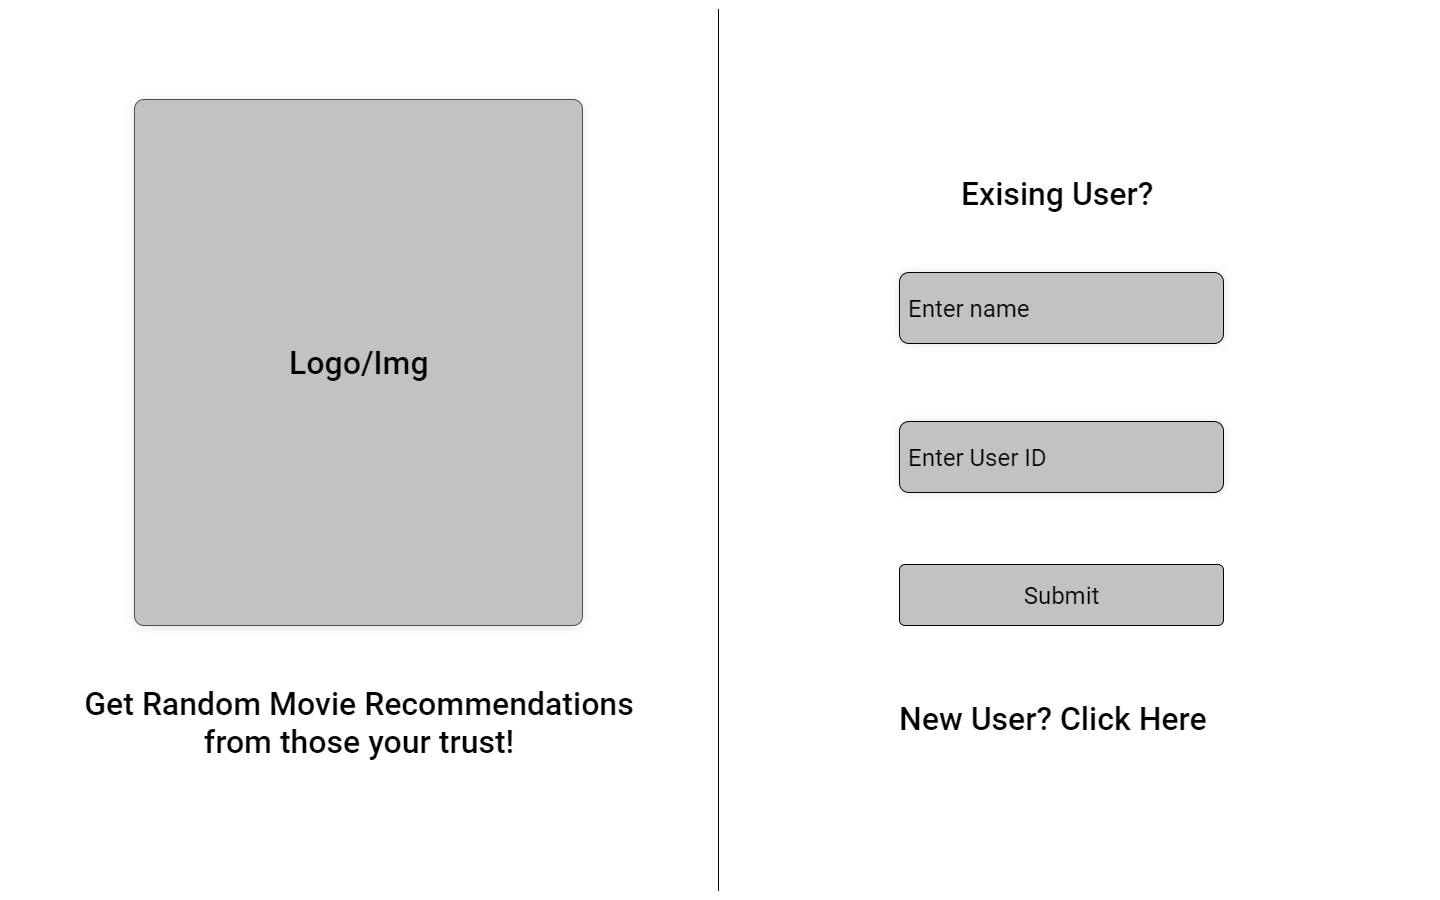 Logo/Img
Get Random Movie Recommendations
from those your trust!
Exising User?
Enter name
Enter User ID
Submit
New User? Click Here